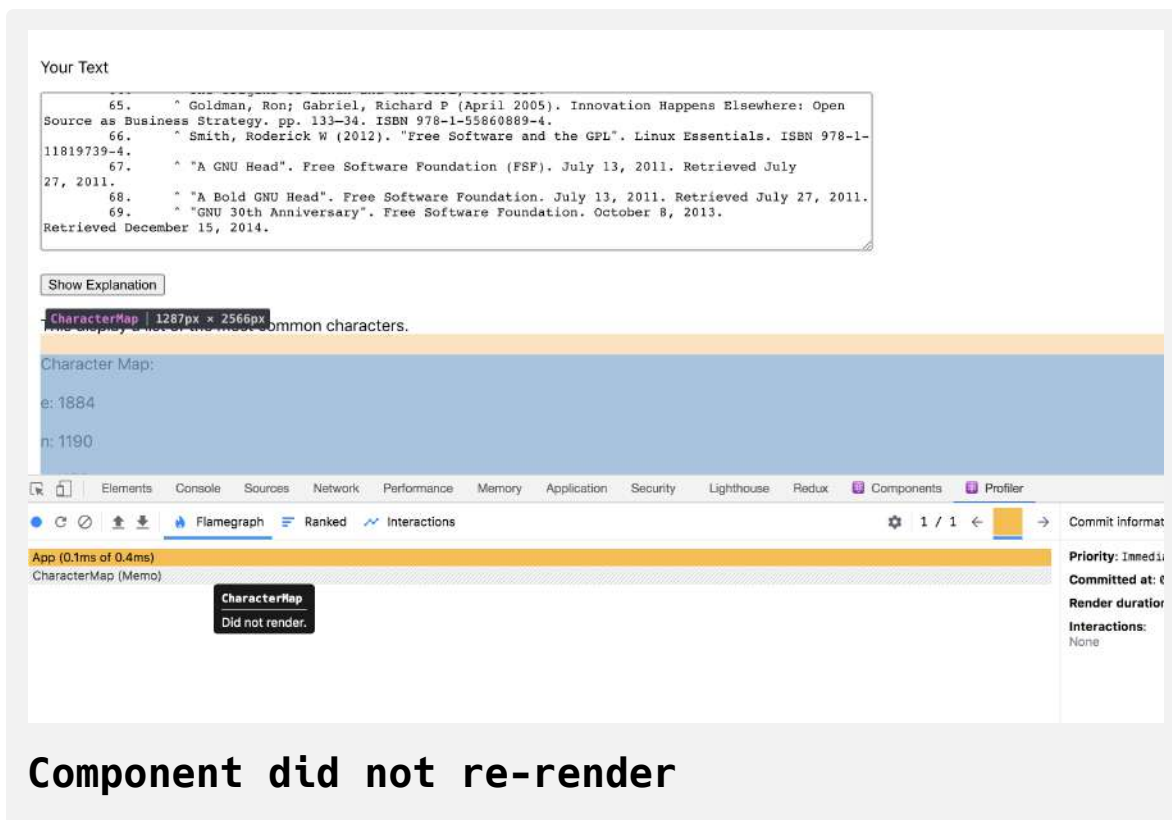 Your Text
65. ^ Goldman, Ron; Gabriel, Richard P (April 2005). Innovation Happens Elsewhere: Open
Source as Business Strategy. pp. 133–34. ISBN 978-1-55860889-4.
66. ^ Smith, Roderick W (2012). "Free Software and the GPL". Linux Essentials. ISBN 978-1-
11819739-4.
67. ^ "A GNU Head". Free Software Foundation (FSF). July 13, 2011. Retrieved July
27, 2011.
68. ^ "A Bold GNU Head". Free Software Foundation. July 13, 2011. Retrieved July 27, 2011.
69. ^ "GNU 30th Anniversary". Free Software Foundation. October 8, 2013.
Retrieved December 15, 2014.
Show Explanation
CharacterMap | 1287px × 2566px
common characters.
Character Map:
e: 1884
n: 1190
Elements Console Sources Network Performance Memory Application Security Lighthouse Redux Components Profiler
Flamegraph Ranked Interactions 1 / 1 Commit informat
App (0.1ms of 0.4ms)
CharacterMap (Memo)
CharacterMap
Did not render.
Priority: Immedi
Committed at:
Render duration
Interactions:
None
Component did not re-render